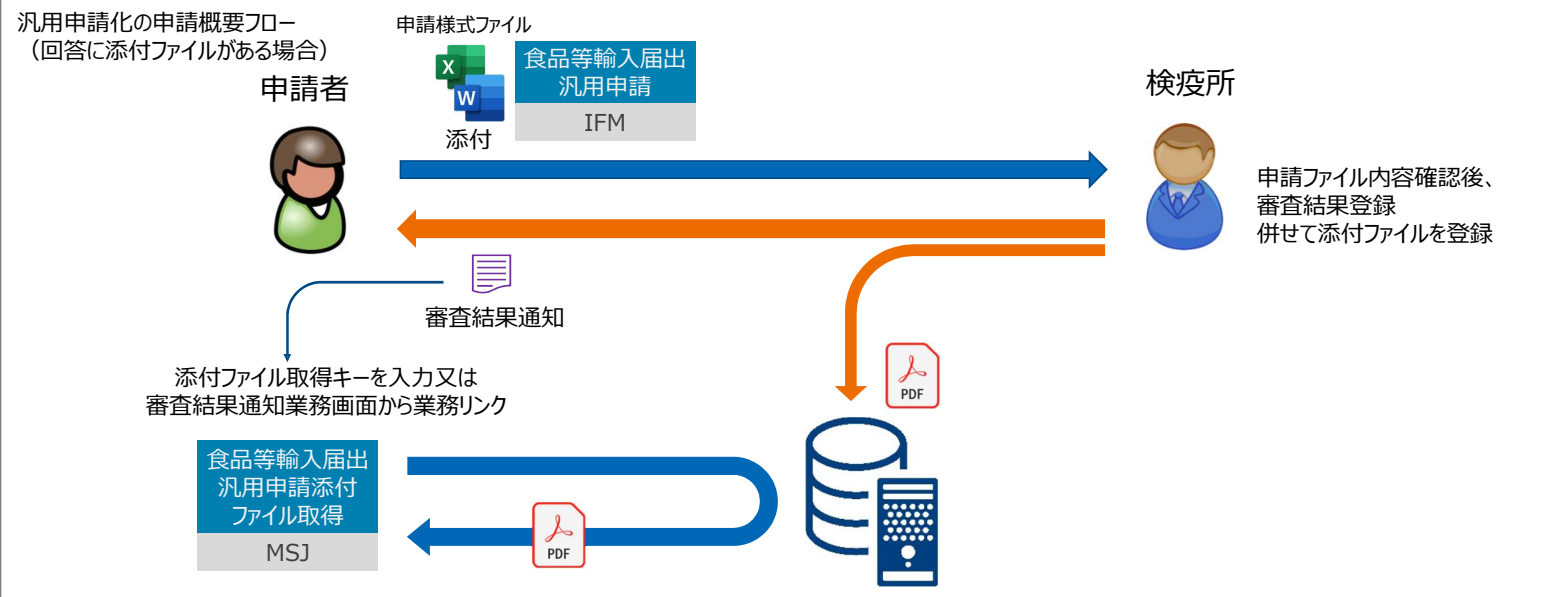 汎用申請化の申請概要フロー
（回答に添付ファイルがある場合）
申請者
申請様式ファイル
X
W
添付
食品等輸入届出
汎用申請
IFM
検疫所
申請ファイル内容確認後、
審査結果登録
併せて添付ファイルを登録
審査結果通知
添付ファイル取得キーを入力又は
審査結果通知業務画面から業務リンク
PDF
食品等輸入届出
汎用申請添付
ファイル取得
MSJ
PDF